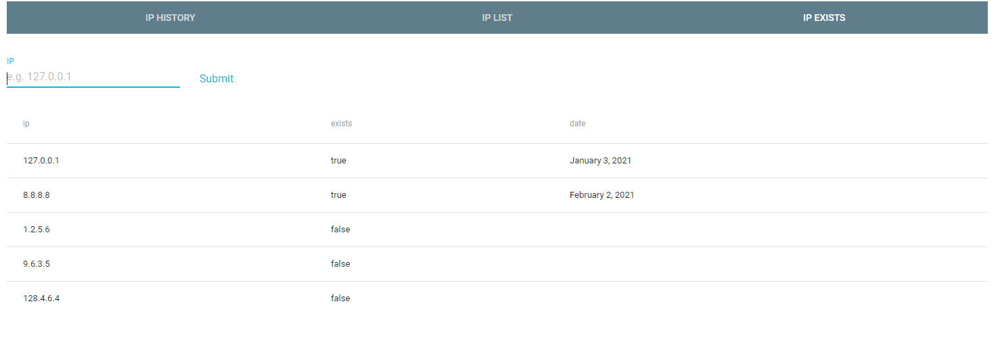 IP HISTORY IP LIST IP EXISTS
IP
e.g. 127.0.0.1 Submit
ip exists date
127.0.0.1 true January 3, 2021
8.8.8.8 true February 2, 2021
1.2.5.6 false
9.6.3.5 false
128.4.6.4 false